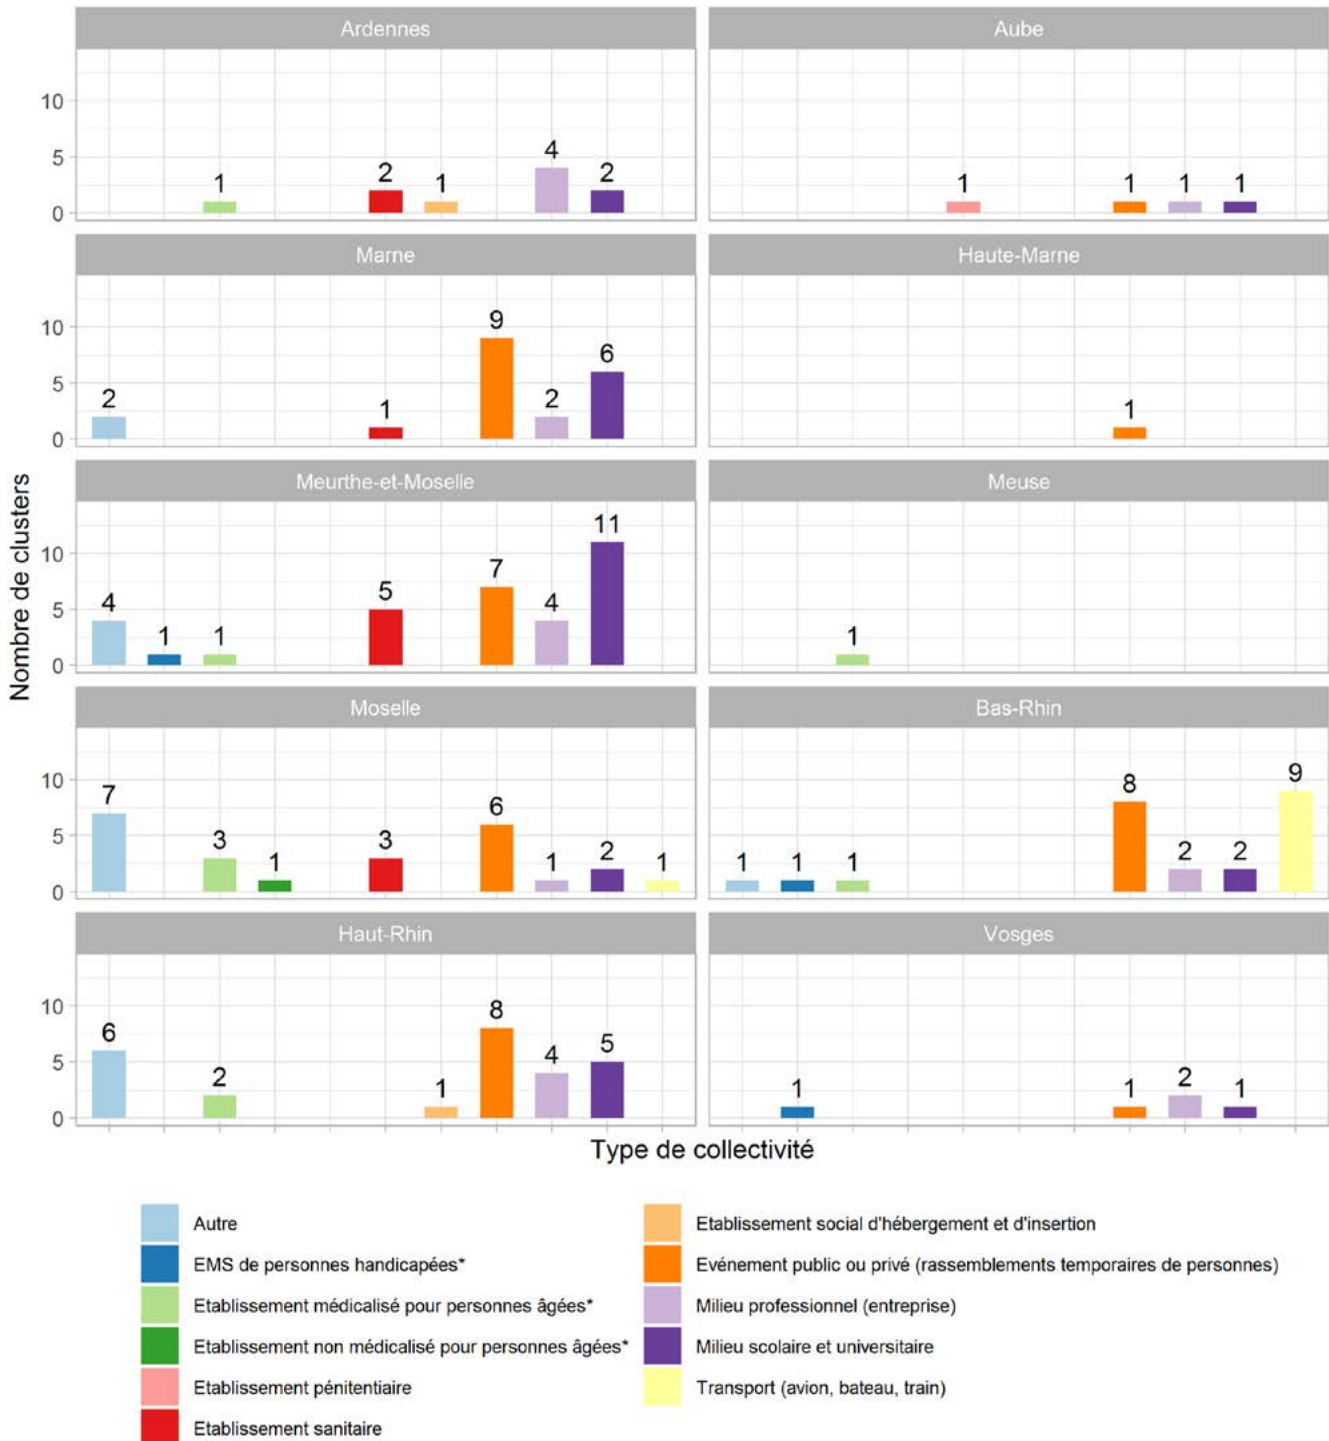 Ardennes
Aube
10
5
0
1
2
1
4
2
1
1
1
1
Marne
Haute-Marne
10
5
0
2
1
9
2
6
1
Meurthe-et-Moselle
Meuse
10
5
0
4
1
1
5
7
4
11
1
Moselle
Bas-Rhin
10
5
0
7
3
1
3
6
1
2
1
1
1
1
8
2
2
9
Haut-Rhin
Vosges
10
5
0
6
2
1
8
4
5
1
1
2
1
Nombre de clusters
Type de collectivité
Autre
EMS de personnes handicapées*
Etablissement médicalisé pour personnes âgées*
Etablissement non médicalisé pour personnes âgées*
Etablissement pénitentiaire
Etablissement sanitaire
Etablissement social d'hébergement et d'insertion
Evénement public ou privé (rassemblements temporaires de personnes)
Milieu professionnel (entreprise)
Milieu scolaire et universitaire
Transport (avion, bateau, train)